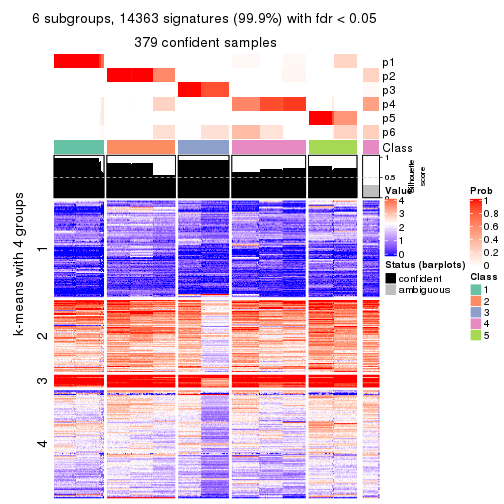 6 subgroups, 14363 signatures (99.9%) with fdr < 0.05
379 confident samples
p1
p2
p3
p4
p5
p6
Class
1
0.5
0
Silhouette
score
k-means with 4 groups
1
2
3
4
Value
4
3
2
1
0
Status (barplots)
confident
ambiguous
Prob
1
0.8
0.6
0.4
0.2
0
Class
1
2
3
4
5